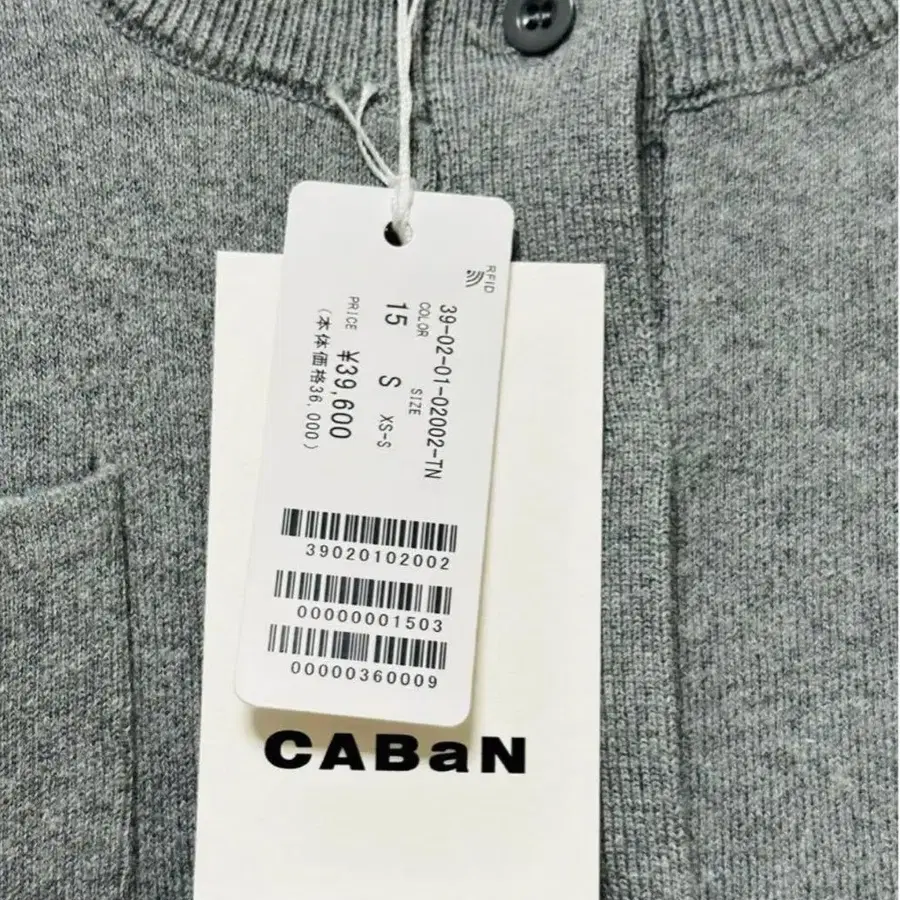 RFID
39-02-01-02002-TN
COLOR SIZE
15 S XS-S
PRICE ¥39,600
(本体価格36,000)
39020102002
00000001503
00000360009
CABaN